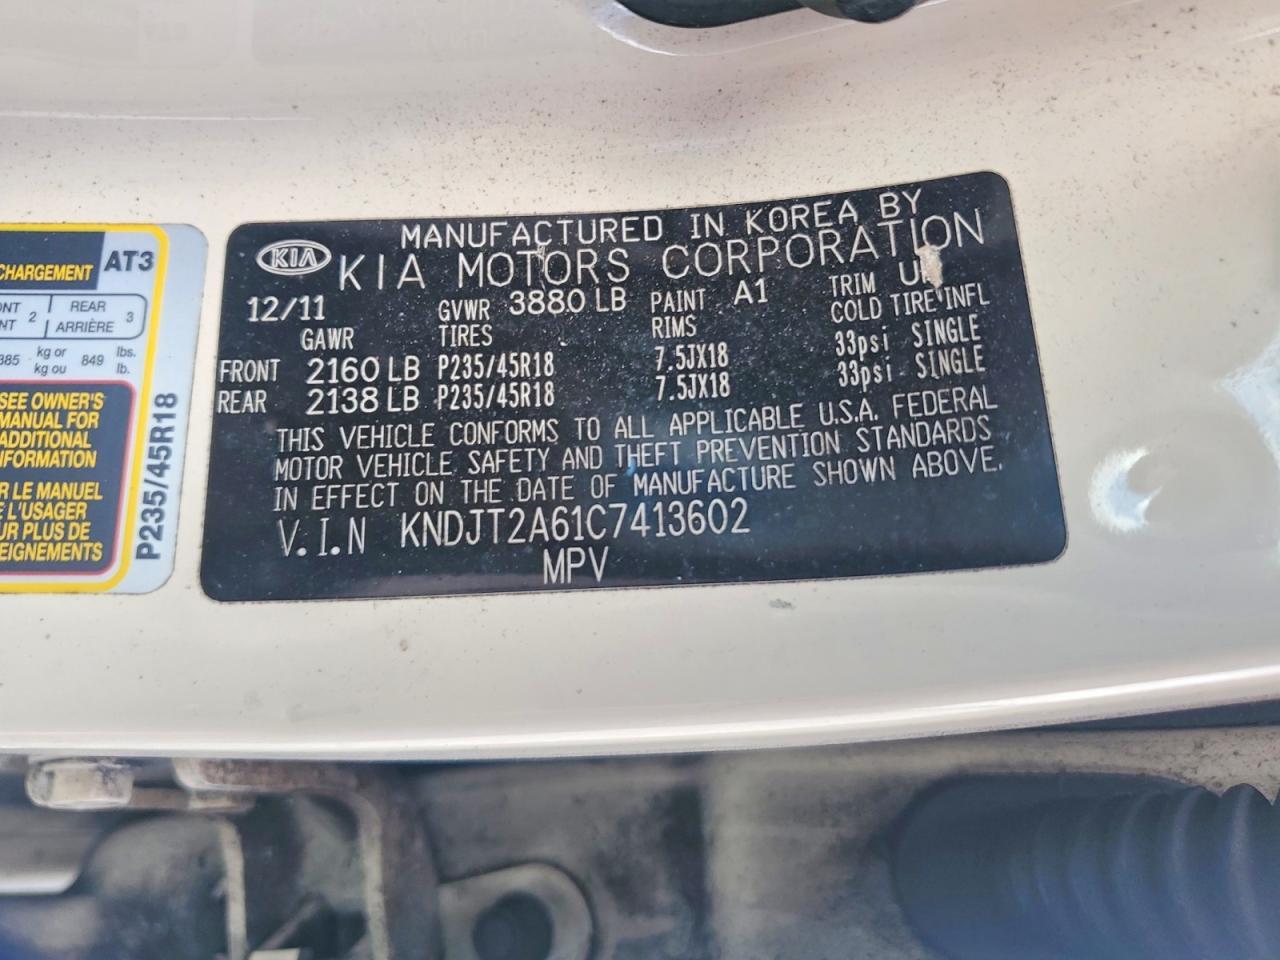 CHARGEMENT
AT3
2 REAR
ARRIÈRE 3
385 kg or 849 lbs.
kg ou lb.
SEE OWNER'S
MANUAL FOR
ADDITIONAL
INFORMATION
LE MANUEL
L'USAGER
PLUS DE
P235/45R18
KIA
MANUFACTURED IN KOREA BY
KIA MOTORS CORPORATION
12/11 GVWR 3880 LB PAINT A1 TRIM
GAWR TIRES RIMS COLD TIRE INFL
FRONT 2160 LB P235/45R18 7.5JX18 33psi SINGLE
REAR 2138 LB P235/45R18 7.5JX18 33psi SINGLE
THIS VEHICLE CONFORMS TO ALL APPLICABLE U.S.A. FEDERAL
MOTOR VEHICLE SAFETY AND THEFT PREVENTION STANDARDS
IN EFFECT ON THE DATE OF MANUFACTURE SHOWN ABOVE.
V.I.N KNDJT2A61C7413602
MPV